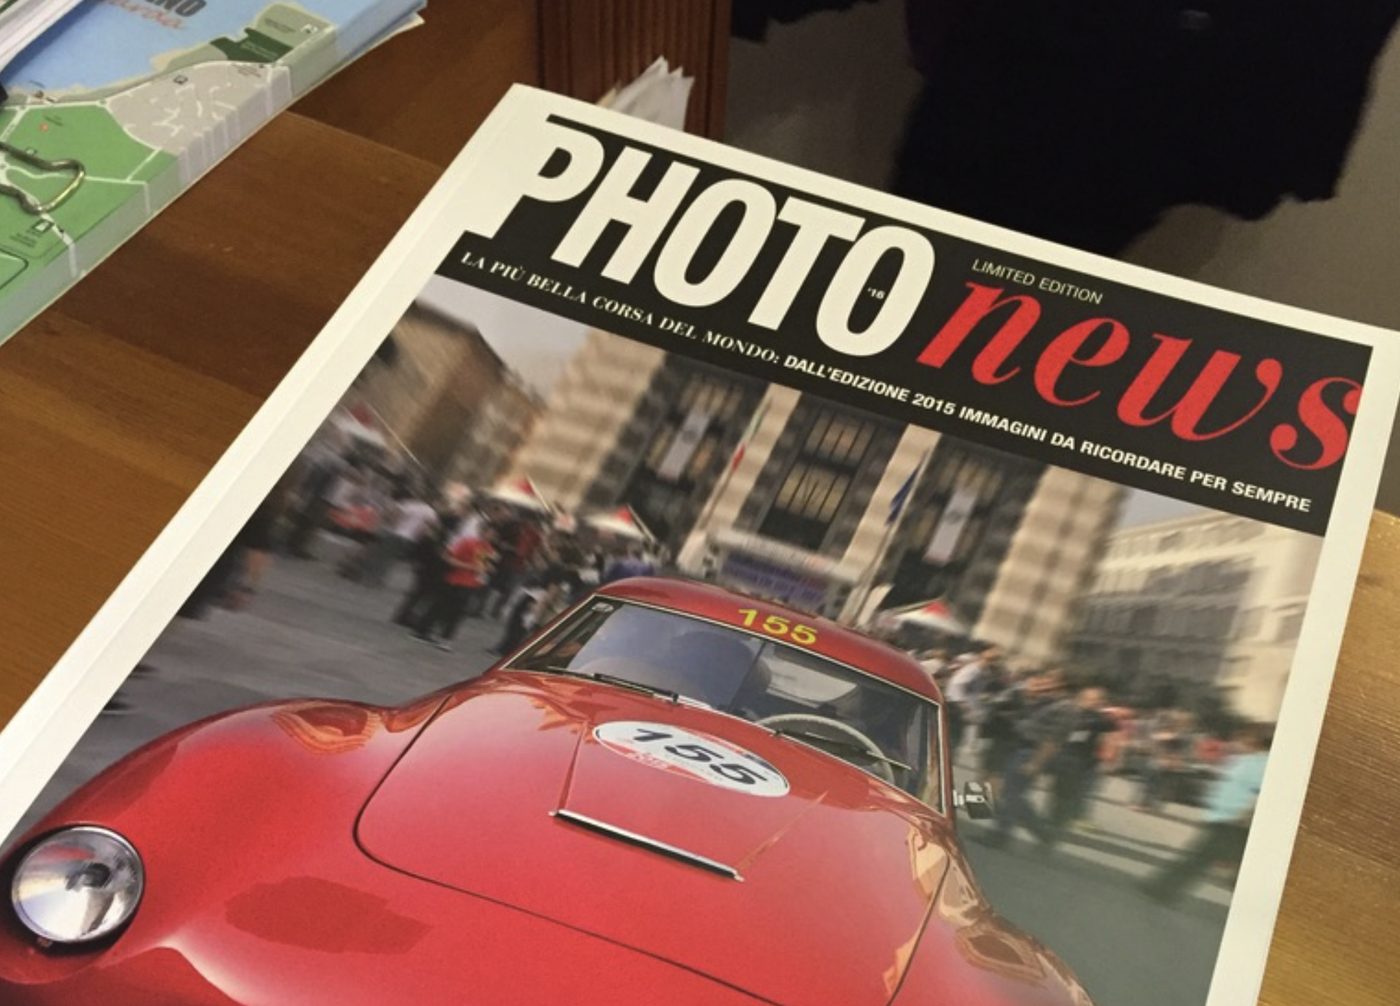 PHOTO
'16
LIMITED EDITION
news
LA PIÙ BELLA CORSA DEL MONDO: DALL'EDIZIONE 2015 IMMAGINI DA RICORDARE PER SEMPRE
155
155